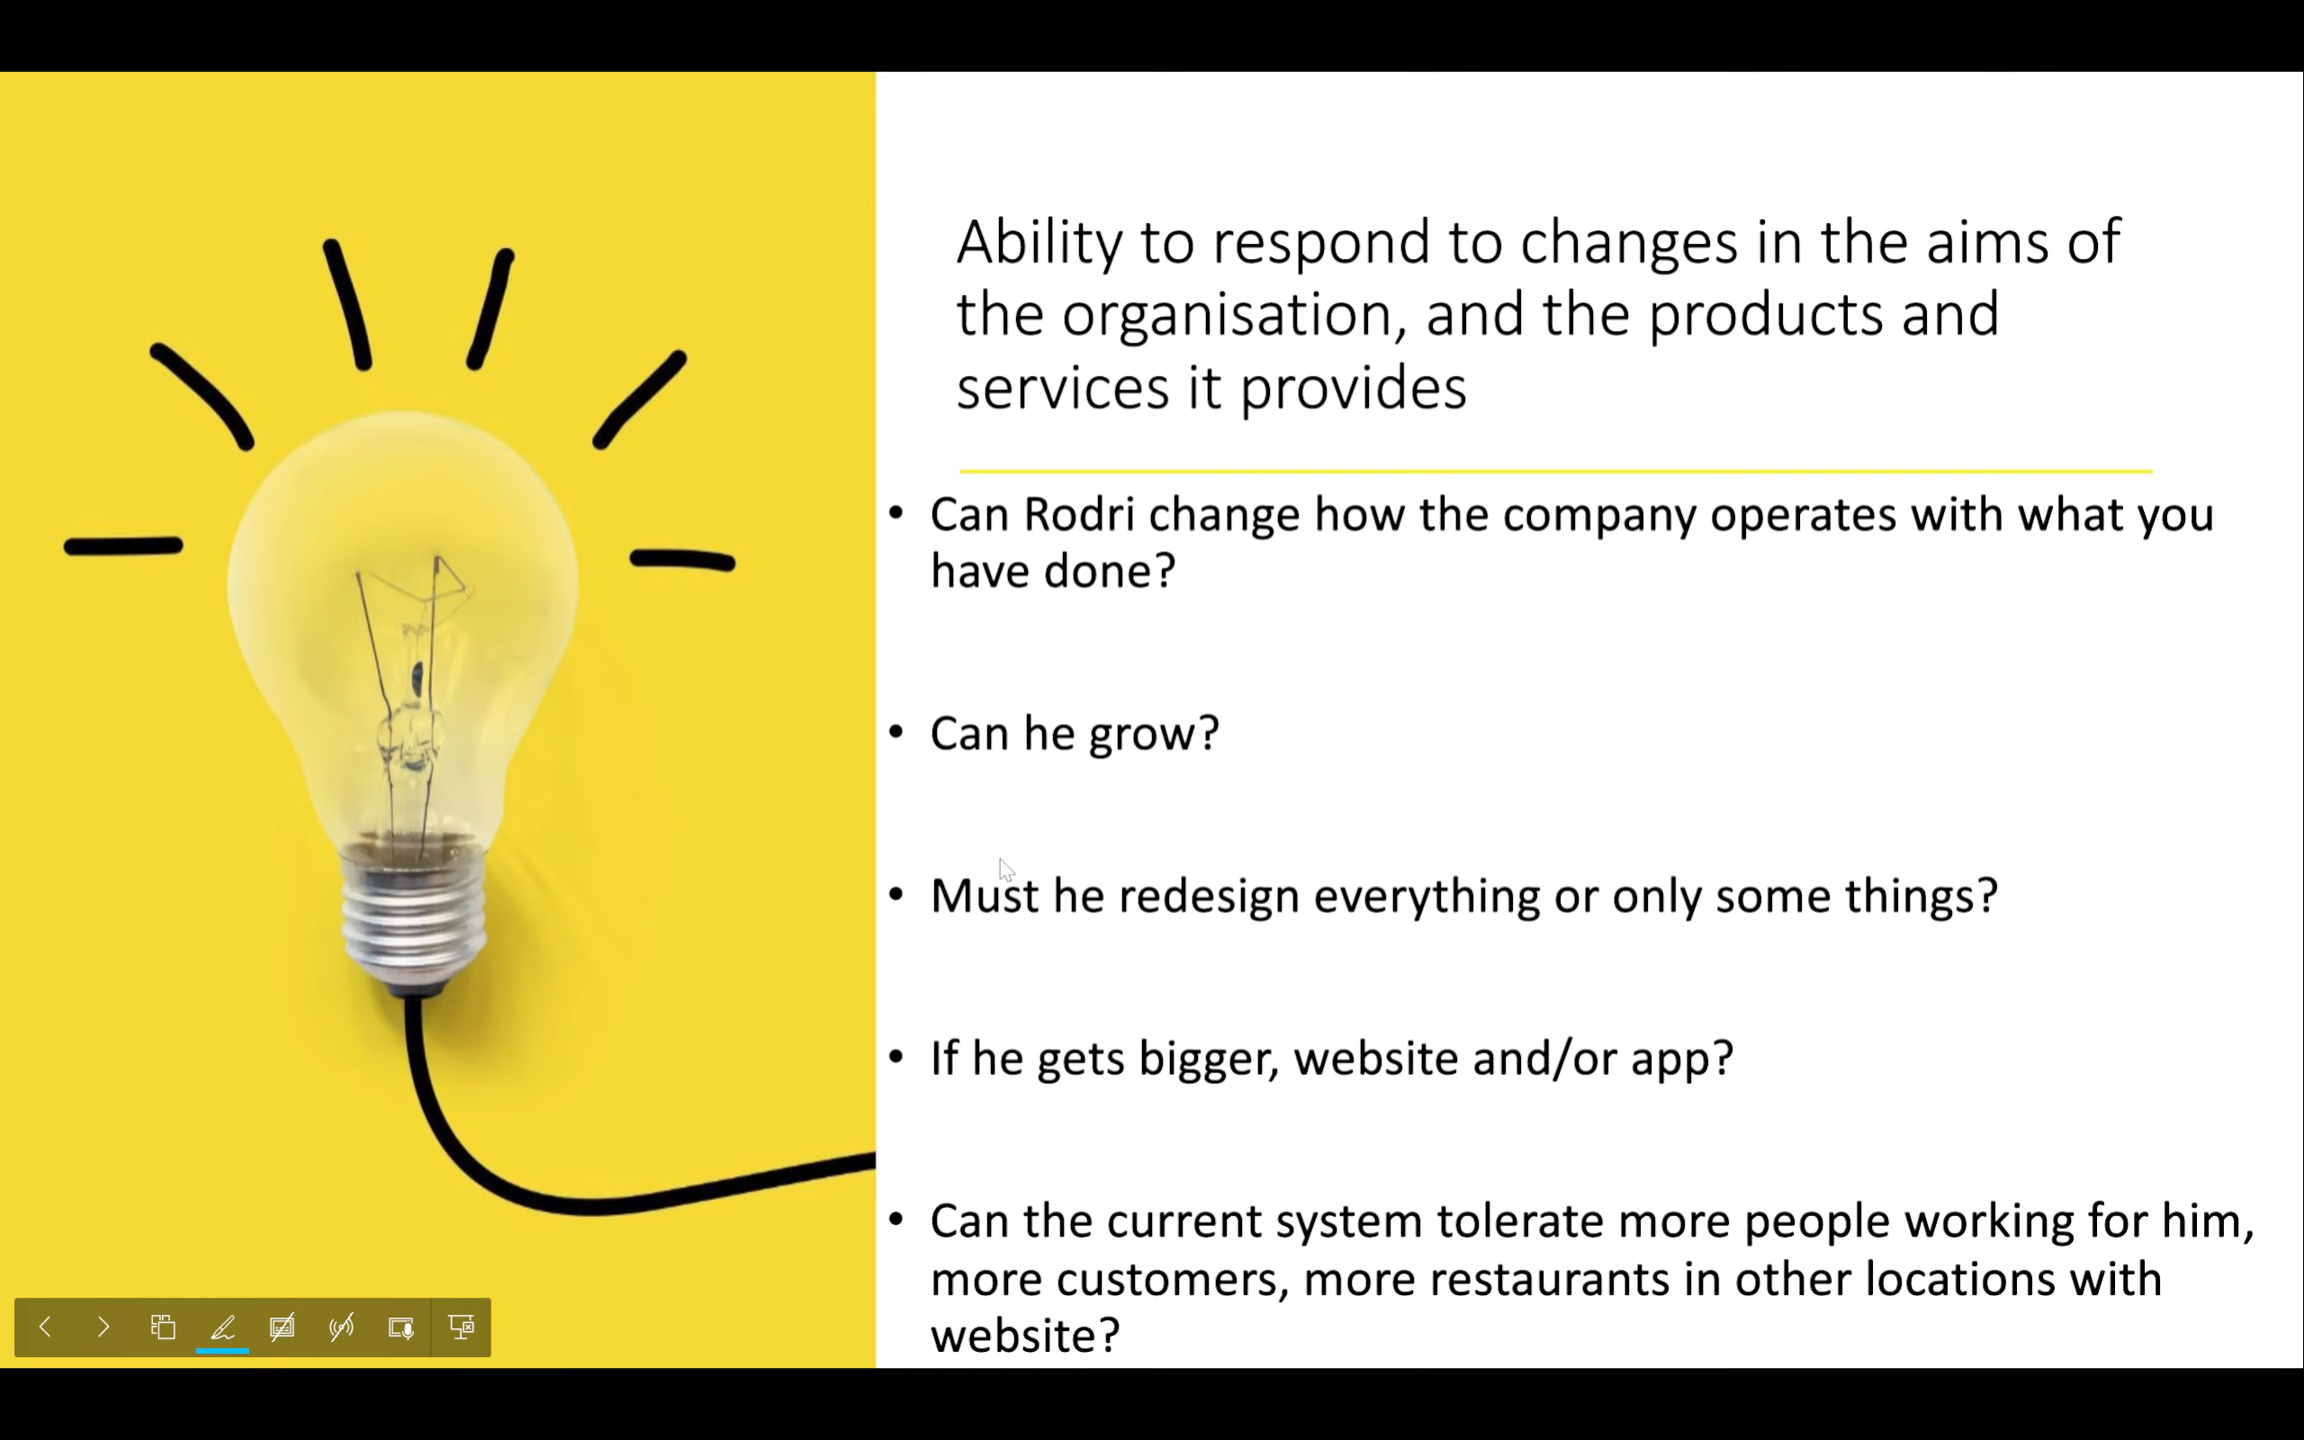 Ability to respond to changes in the aims of
the organisation, and the products and
services it provides
• Can Rodri change how the company operates with what you
have done?
• Can he grow?
• Must he redesign everything or only some things?
• If he gets bigger, website and/or app?
• Can the current system tolerate more people working for him,
more customers, more restaurants in other locations with
website?